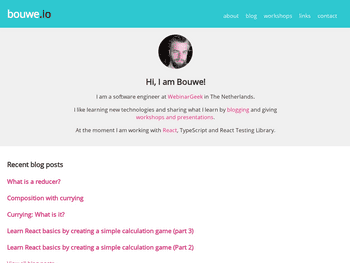 bouwe.io
about blog workshops links contact
Hi, I am Bouwe!
I am a software engineer at WebinarGeek in The Netherlands.
I like learning new technologies and sharing what I learn by blogging and giving
workshops and presentations.
At the moment I am working with React, TypeScript and React Testing Library.
Recent blog posts
What is a reducer?
Composition with currying
Currying: What is it?
Learn React basics by creating a simple calculation game (part 3)
Learn React basics by creating a simple calculation game (Part 2)